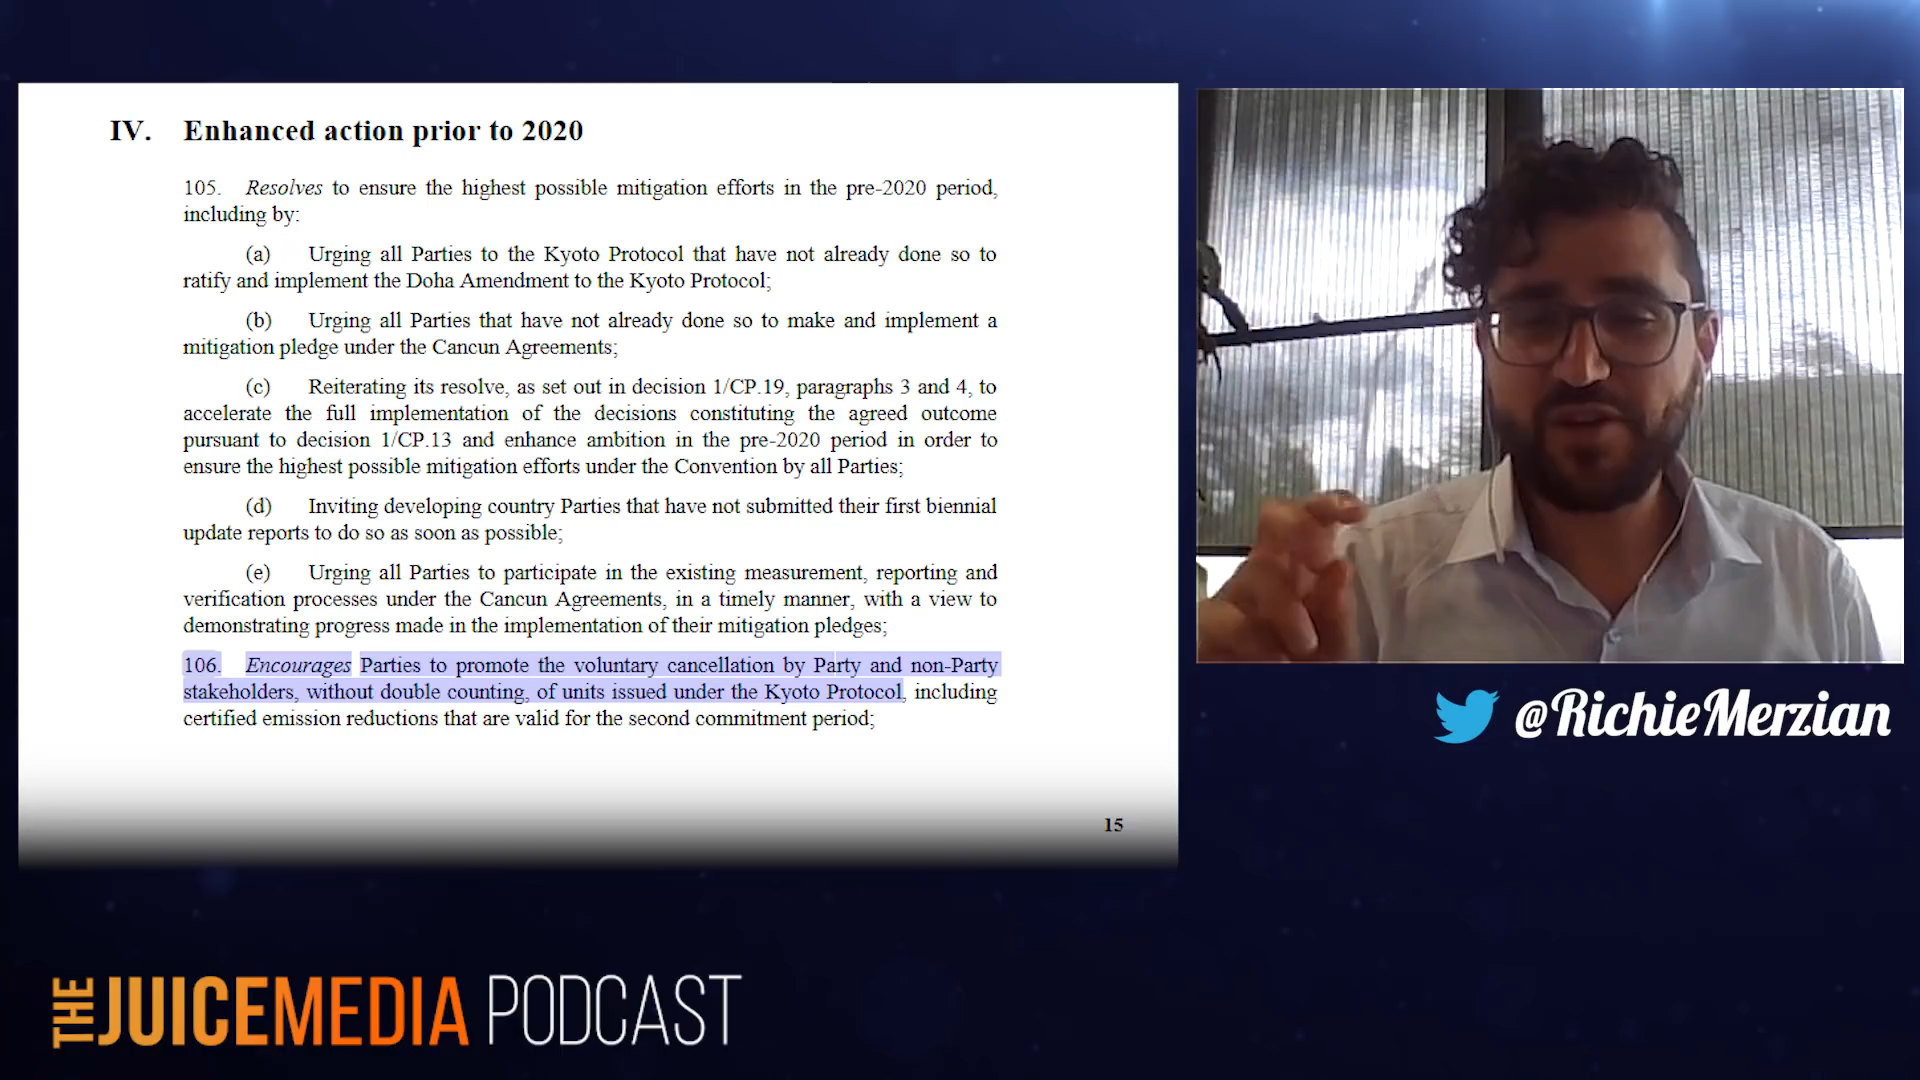 IV. Enhanced action prior to 2020
105. Resolves to ensure the highest possible mitigation efforts in the pre-2020 period,
including by:
(a) Urging all Parties to the Kyoto Protocol that have not already done so to
ratify and implement the Doha Amendment to the Kyoto Protocol;
(b) Urging all Parties that have not already done so to make and implement a
mitigation pledge under the Cancun Agreements;
(c) Reiterating its resolve, as set out in decision 1/CP.19, paragraphs 3 and 4, to
accelerate the full implementation of the decisions constituting the agreed outcome
pursuant to decision 1/CP.13 and enhance ambition in the pre-2020 period in order to
ensure the highest possible mitigation efforts under the Convention by all Parties;
(d) Inviting developing country Parties that have not submitted their first biennial
update reports to do so as soon as possible;
(e) Urging all Parties to participate in the existing measurement, reporting and
verification processes under the Cancun Agreements, in a timely manner, with a view to
demonstrating progress made in the implementation of their mitigation pledges;
106. Encourages Parties to promote the voluntary cancellation by Party and non-Party
stakeholders, without double counting, of units issued under the Kyoto Protocol, including
certified emission reductions that are valid for the second commitment period;
15
@RichieMerzian
THE JUICEMEDIA PODCAST